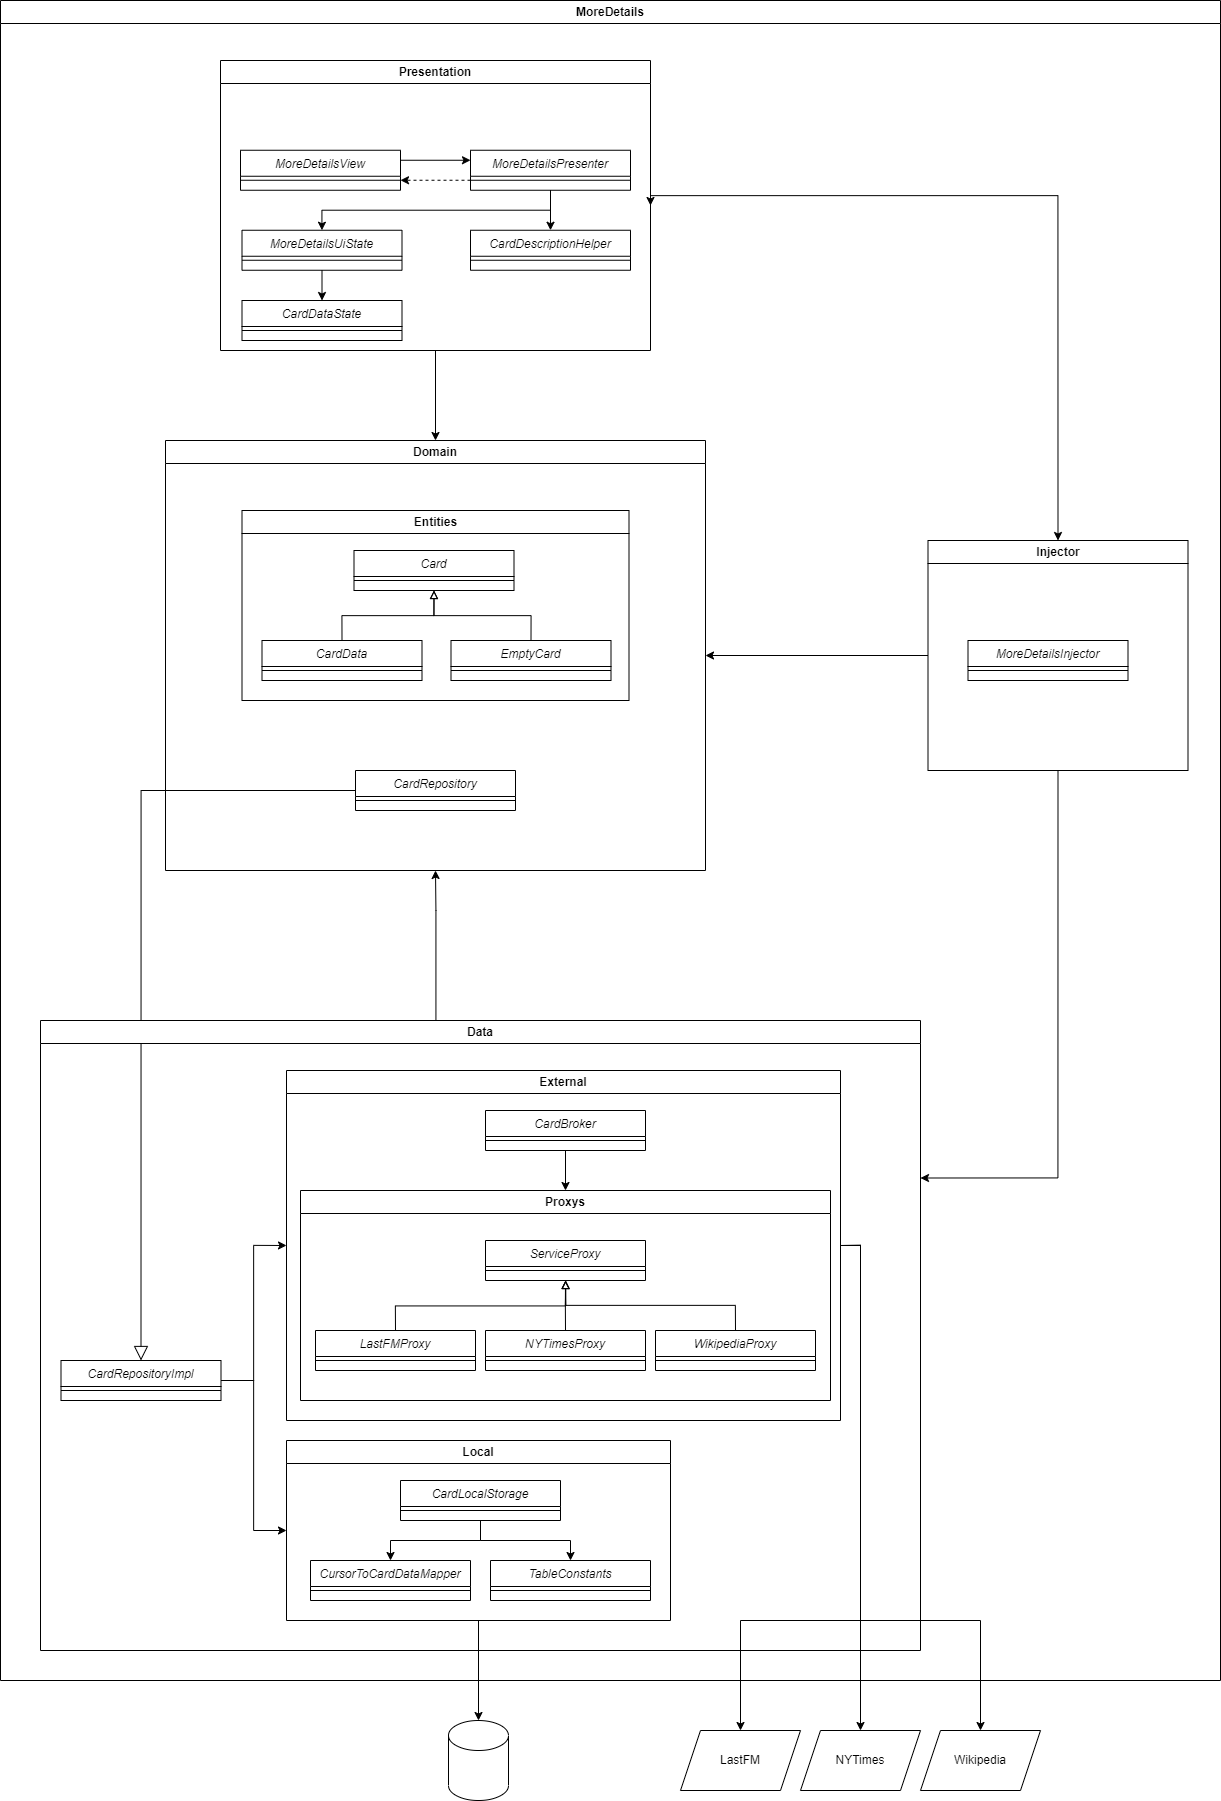 MoreDetails
Presentation
MoreDetailsView
MoreDetailsPresenter
MoreDetailsUiState
CardDescriptionHelper
CardDataState
Domain
Entities
Card
CardData
EmptyCard
CardRepository
Injector
MoreDetailsInjector
Data
External
CardBroker
Proxys
ServiceProxy
LastFMProxy
NYTimesProxy
WikipediaProxy
CardRepositoryImpl
Local
CardLocalStorage
CursorToCardDataMapper
TableConstants
LastFM
NYTimes
Wikipedia